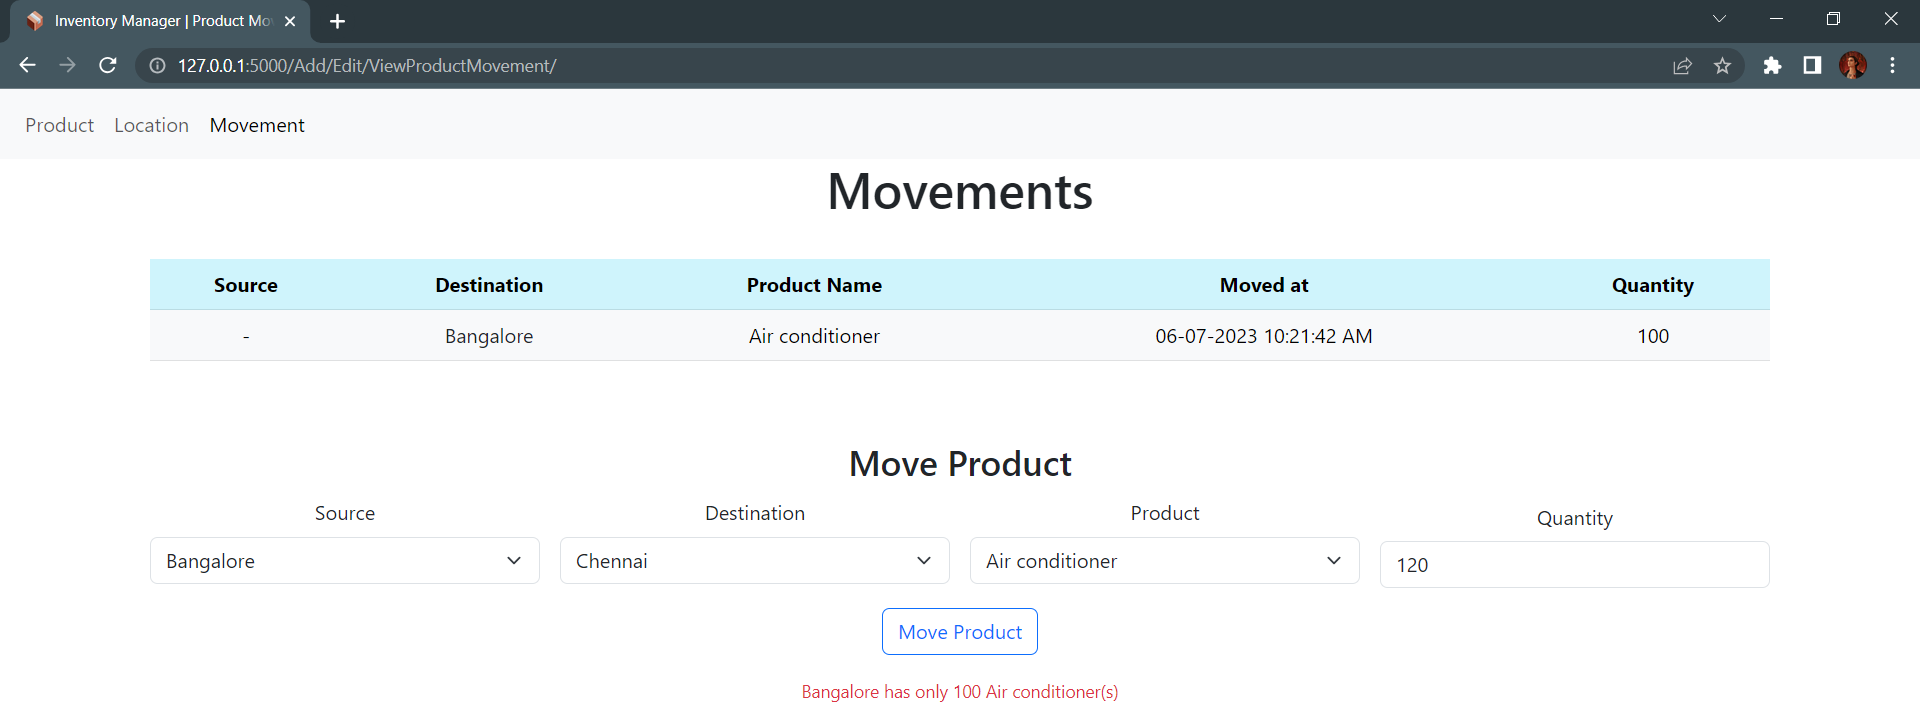 Inventory Manager | Product Mo
127.0.0.1:5000/Add/Edit/ViewProductMovement/
Product Location Movement
Movements
Source Destination Product Name Moved at Quantity
- Bangalore Air conditioner 06-07-2023 10:21:42 AM 100
Move Product
Source Destination Product Quantity
Bangalore Chennai Air conditioner 120
Move Product
Bangalore has only 100 Air conditioner(s)